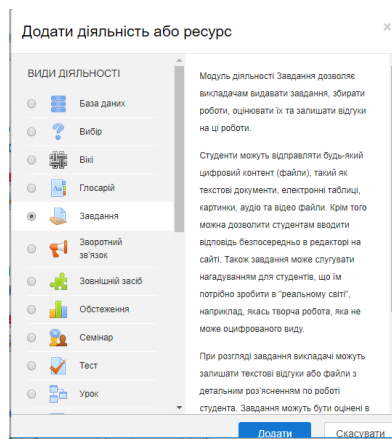 Додати діяльність або ресурс
×
ВИДИ ДІЯЛЬНОСТІ
База даних
Вибір
Вікі
Глосарій
Завдання
Зворотний
зв'язок
Зовнішній засіб
Обстеження
Семінар
Тест
Урок
Модуль діяльності Завдання дозволяє
викладачам видавати завдання, збирати
роботи, оцінювати їх та залишати відгуки
на ці роботи.
Студенти можуть відправляти будь-який
цифровий контент (файли), такий як
текстові документи, електронні таблиці,
картинки, аудіо та відео файли. Крім того
можна дозволити студентам вводити
відповідь безпосередньо в редакторі на
сайті. Також завдання може слугувати
нагадуванням для студентів, що їм
потрібно зробити в "реальному світі",
наприклад, якась творча робота, яка не
може оцифрованого виду.
При розгляді завдання викладачі можуть
залишати текстові відгуки або файли з
детальним роз'ясненням по роботі
студента. Завдання можуть бути оцінені в
Додати
Скасувати